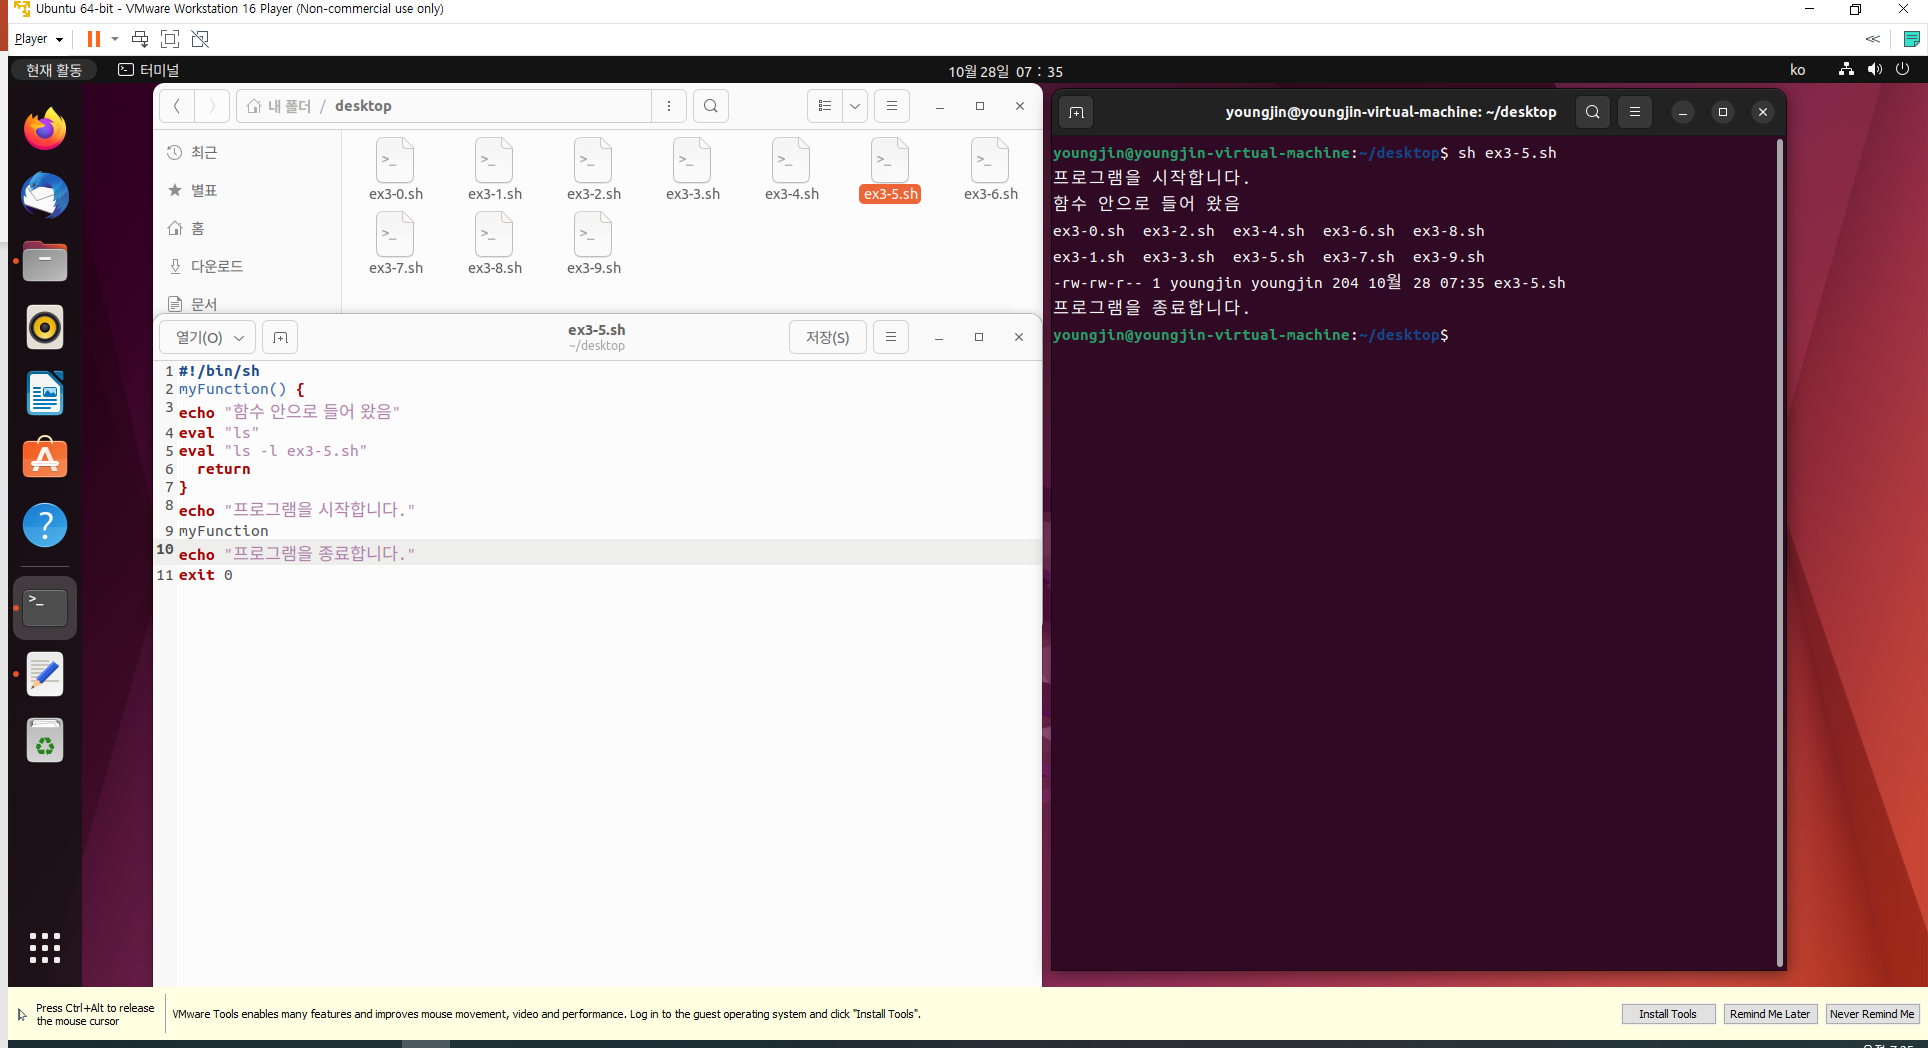 Ubuntu 64-bit - VMware Workstation 16 Player (Non-commercial use only)
Player
현재 활동
터미널
10월 28일 07 : 35
ko
내 폴더 / desktop
최근
별표
홈
다운로드
문서
ex3-0.sh
ex3-1.sh
ex3-2.sh
ex3-3.sh
ex3-4.sh
ex3-5.sh
ex3-6.sh
ex3-7.sh
ex3-8.sh
ex3-9.sh
열기(O)
ex3-5.sh
~/desktop
저장(S)
1 #!/bin/sh
2 myFunction() {
3 echo "함수 안으로 들어 왔음"
4 eval "ls"
5 eval "ls -l ex3-5.sh"
6   return
7 }
8 echo "프로그램을 시작합니다."
9 myFunction
10 echo "프로그램을 종료합니다."
11 exit 0
youngjin@youngjin-virtual-machine: ~/desktop
youngjin@youngjin-virtual-machine:~/desktop$ sh ex3-5.sh
프로그램을 시작합니다.
함수 안으로 들어 왔음
ex3-0.sh  ex3-2.sh  ex3-4.sh  ex3-6.sh  ex3-8.sh
ex3-1.sh  ex3-3.sh  ex3-5.sh  ex3-7.sh  ex3-9.sh
-rw-rw-r-- 1 youngjin youngjin 204 10월 28 07:35 ex3-5.sh
프로그램을 종료합니다.
youngjin@youngjin-virtual-machine:~/desktop$
Press Ctrl+Alt to release
the mouse cursor
VMware Tools enables many features and improves mouse movement, video and performance. Log in to the guest operating system and click "Install Tools".
Install Tools
Remind Me Later
Never Remind Me